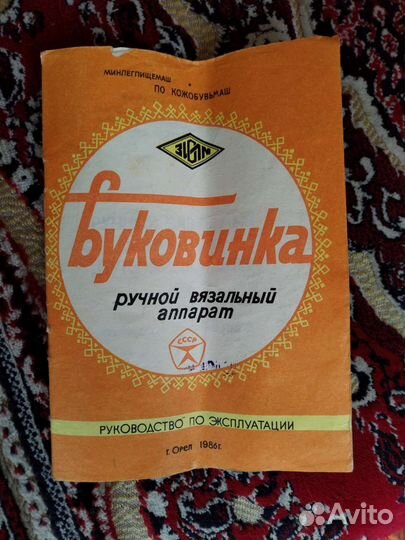 МИНЛЕГПИЩЕМАШ •
ПО КОЖОБУВЬМАШ
Буковинка
ручной вязальный
аппарат
СССР
РУКОВОДСТВО ПО ЭКСПЛУАТАЦИИ
г. Орел 1986г.
Avito